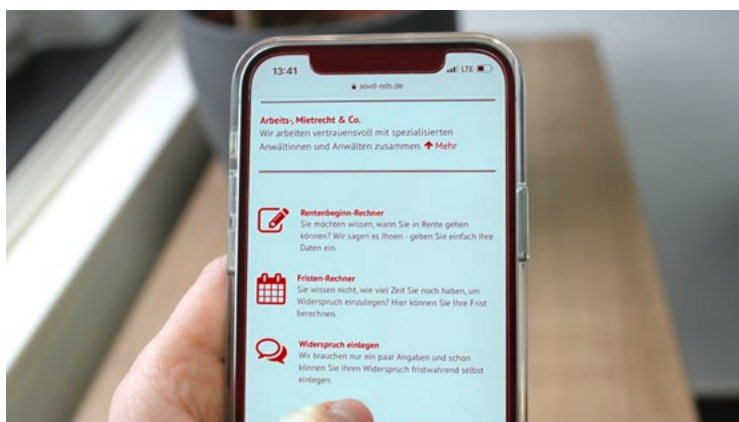 13:41
LTE
sovd-nds.de
Arbeits-, Mietrecht & Co.
Wir arbeiten vertrauensvoll mit spezialisierten
Anwältinnen und Anwälten zusammen. ↑ Mehr
Rentenbeginn-Rechner
Sie möchten wissen, wann Sie in Rente gehen
können? Wir sagen es Ihnen - geben Sie einfach Ihre
Daten ein.
Fristen-Rechner
Sie wissen nicht, wie viel Zeit Sie noch haben, um
Widerspruch einzulegen? Hier können Sie Ihre Frist
berechnen.
Widerspruch einlegen
Wir brauchen nur ein paar Angaben und schon
können Sie Ihren Widerspruch fristwahrend selbst
einlegen.